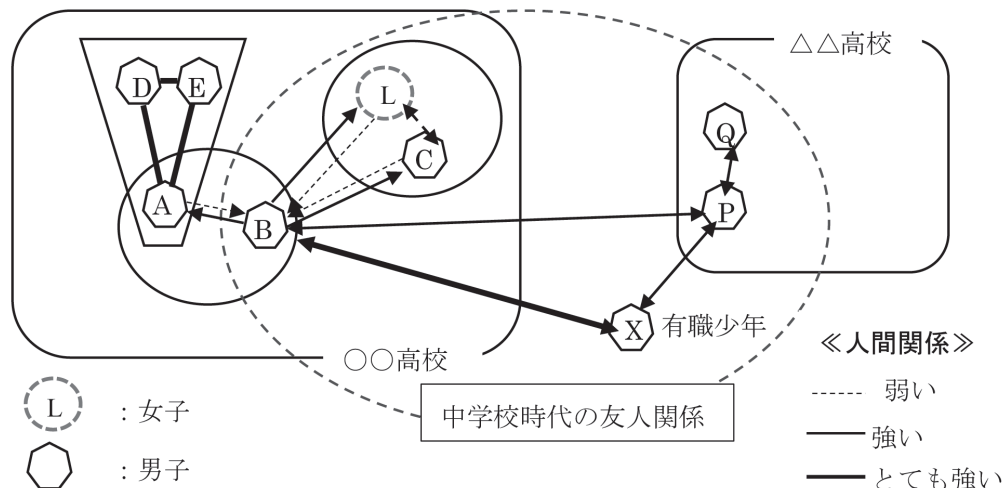 △△高校
D E
L
C
Q
A
B
P
X 有職少年
○○高校
≪人間関係≫
L :女子
中学校時代の友人関係
弱い
強い
:男子
とても強い